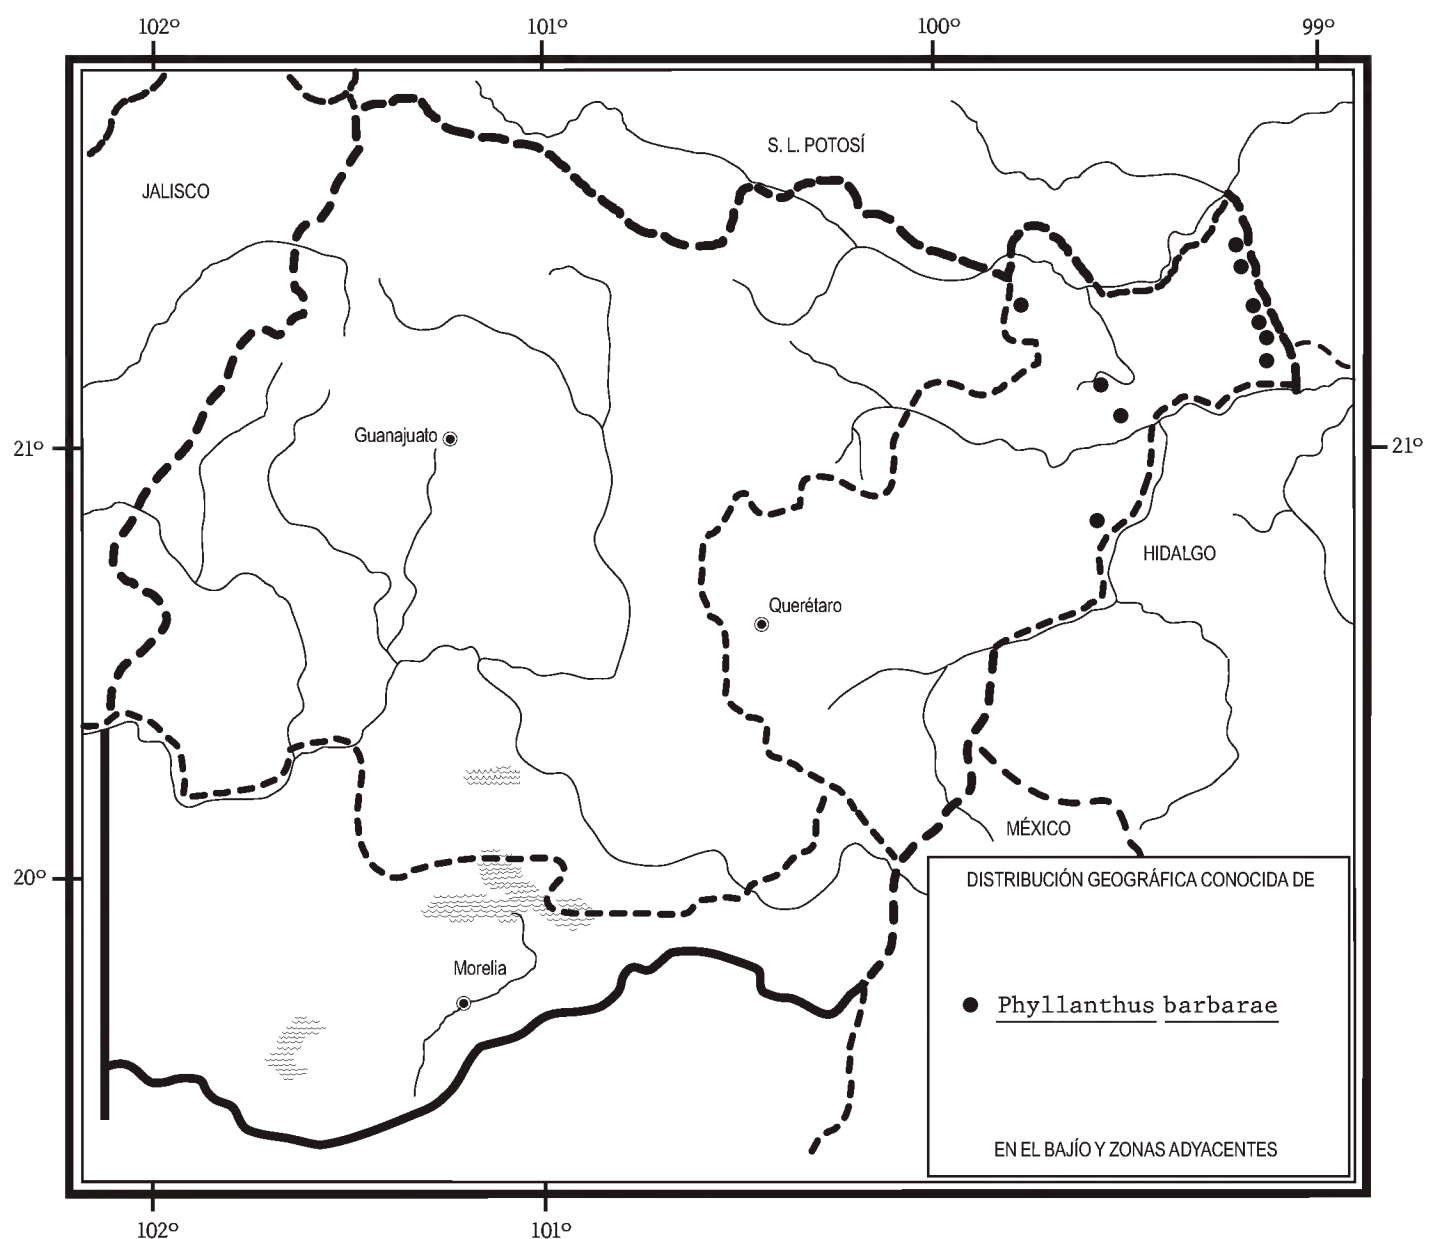 102° 101° 100° 99°
S. L. POTOSÍ
JALISCO
Guanajuato
21° 21°
HIDALGO
Querétaro
MÉXICO
20°
DISTRIBUCIÓN GEOGRÁFICA CONOCIDA DE
Morelia
Phyllanthus barbarae
EN EL BAJÍO Y ZONAS ADYACENTES
102° 101°